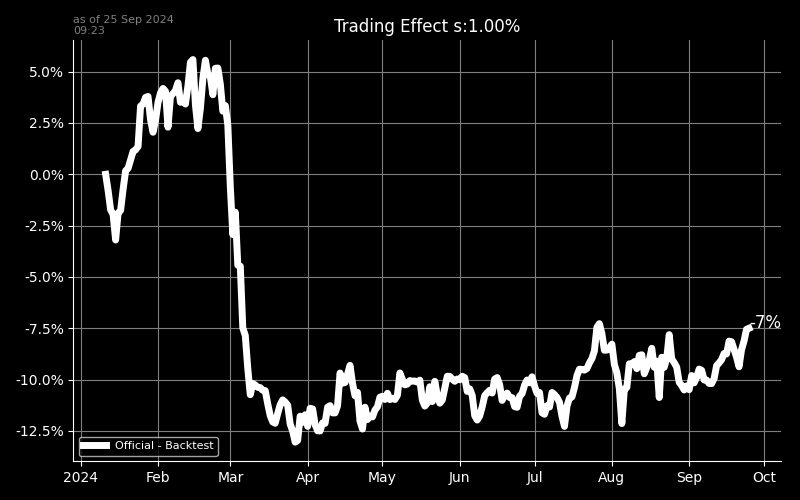 as of 25 Sep 2024
09:23
Trading Effect s:1.00%
5.0%
2.5%
0.0%
-2.5%
-5.0%
-7.5%
-10.0%
-12.5%
-7%
Official - Backtest
2024 Feb Mar Apr May Jun Jul Aug Sep Oct